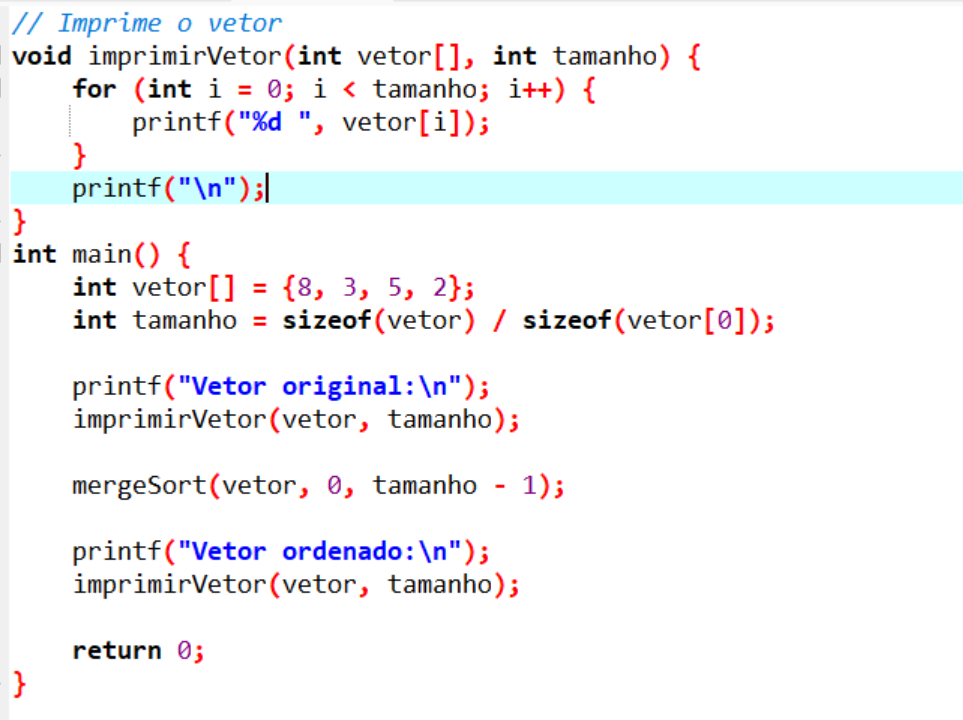 // Imprime o vetor
void imprimirVetor(int vetor[], int tamanho) {
    for (int i = 0; i < tamanho; i++) {
        printf("%d ", vetor[i]);
    }
    printf("\n");
}
int main() {
    int vetor[] = {8, 3, 5, 2};
    int tamanho = sizeof(vetor) / sizeof(vetor[0]);

    printf("Vetor original:\n");
    imprimirVetor(vetor, tamanho);

    mergeSort(vetor, 0, tamanho - 1);

    printf("Vetor ordenado:\n");
    imprimirVetor(vetor, tamanho);

    return 0;
}